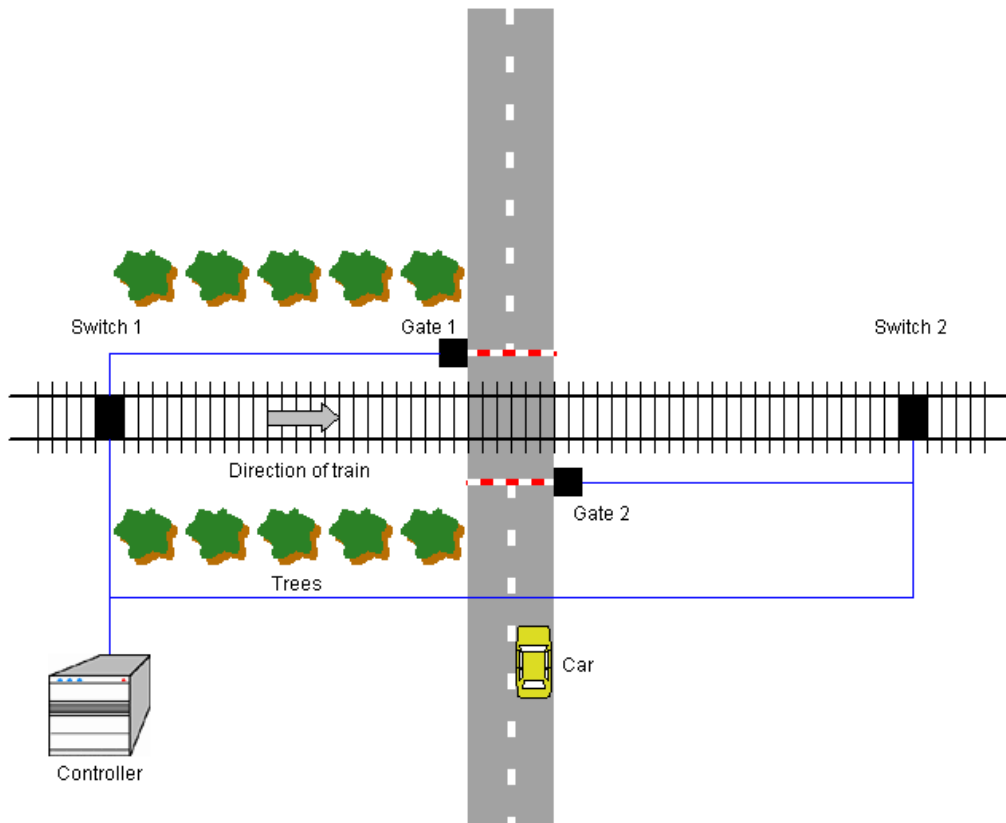 Switch 1
Gate 1
Switch 2
Direction of train
Gate 2
Trees
Car
Controller